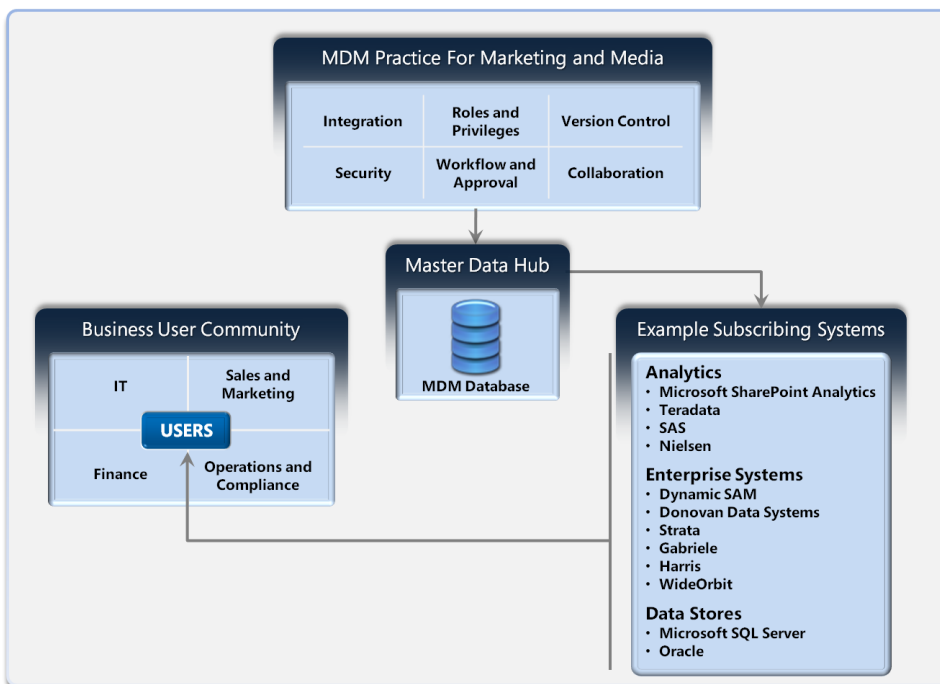 MDM Practice For Marketing and Media
Integration
Roles and
Privileges
Version Control
Security
Workflow and
Approval
Collaboration
Master Data Hub
MDM Database
Business User Community
IT
Sales and
Marketing
USERS
Finance
Operations and
Compliance
Example Subscribing Systems
Analytics
• Microsoft SharePoint Analytics
• Teradata
• SAS
• Nielsen
Enterprise Systems
• Dynamic SAM
• Donovan Data Systems
• Strata
• Gabriele
• Harris
• WideOrbit
Data Stores
• Microsoft SQL Server
• Oracle